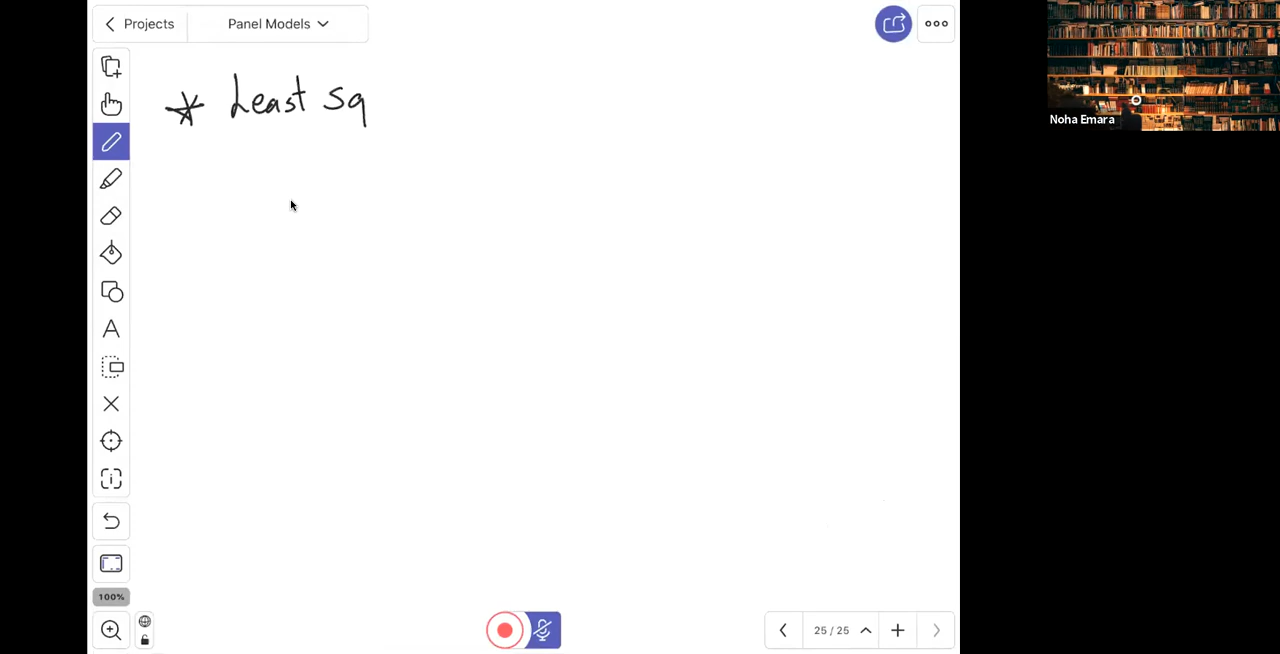 Projects
Panel Models
* Least Sq
Noha Emara
100%
25 / 25